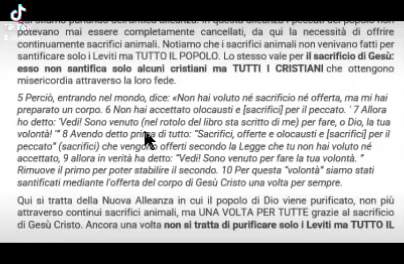 posevano mai essere completamente cancellati, da qui la necessità di offrire
continuamente sacrifici animali. Notiamo che i sacrifici animali non venivano fatti per
santificare solo i Leviti ma TUTTO IL POPOLO. Lo stesso vale per il sacrificio di Gesù:
esso non santifica solo alcuni cristiani ma TUTTI I CRISTIANI che ottengono
misericordia attraverso la loro fede.
5 Perciò, entrando nel mondo, dice: «Non hai voluto né sacrificio né offerta, ma mi hai
preparato un corpo. 6 Non hai accettato olocausti e [sacrifici] per il peccato. ' 7 Allora
ho detto: 'Vedi! Sono venuto (nel rotolo del libro sta scritto di me) per fare, o Dio, la tua
volontà! '" 8 Avendo detto prima di tutto: "Sacrifici, offerte e olocausti e [sacrifici] per il
peccato" (sacrifici) che vengono offerti secondo la Legge che tu non hai voluto né
accettato, 9 allora in verità ha detto: "Vedi! Sono venuto per fare la tua volontà. "
Rimuove il primo per poter stabilire il secondo. 10 Per questa "volontà" siamo stati
santificati mediante l'offerta del corpo di Gesù Cristo una volta per sempre.
Qui si tratta della Nuova Alleanza in cui il popolo di Dio viene purificato, non più
attraverso continui sacrifici animali, ma UNA VOLTA PER TUTTE grazie al sacrificio
di Gesù Cristo. Ancora una volta non si tratta di purificare solo i Leviti ma TUTTO IL